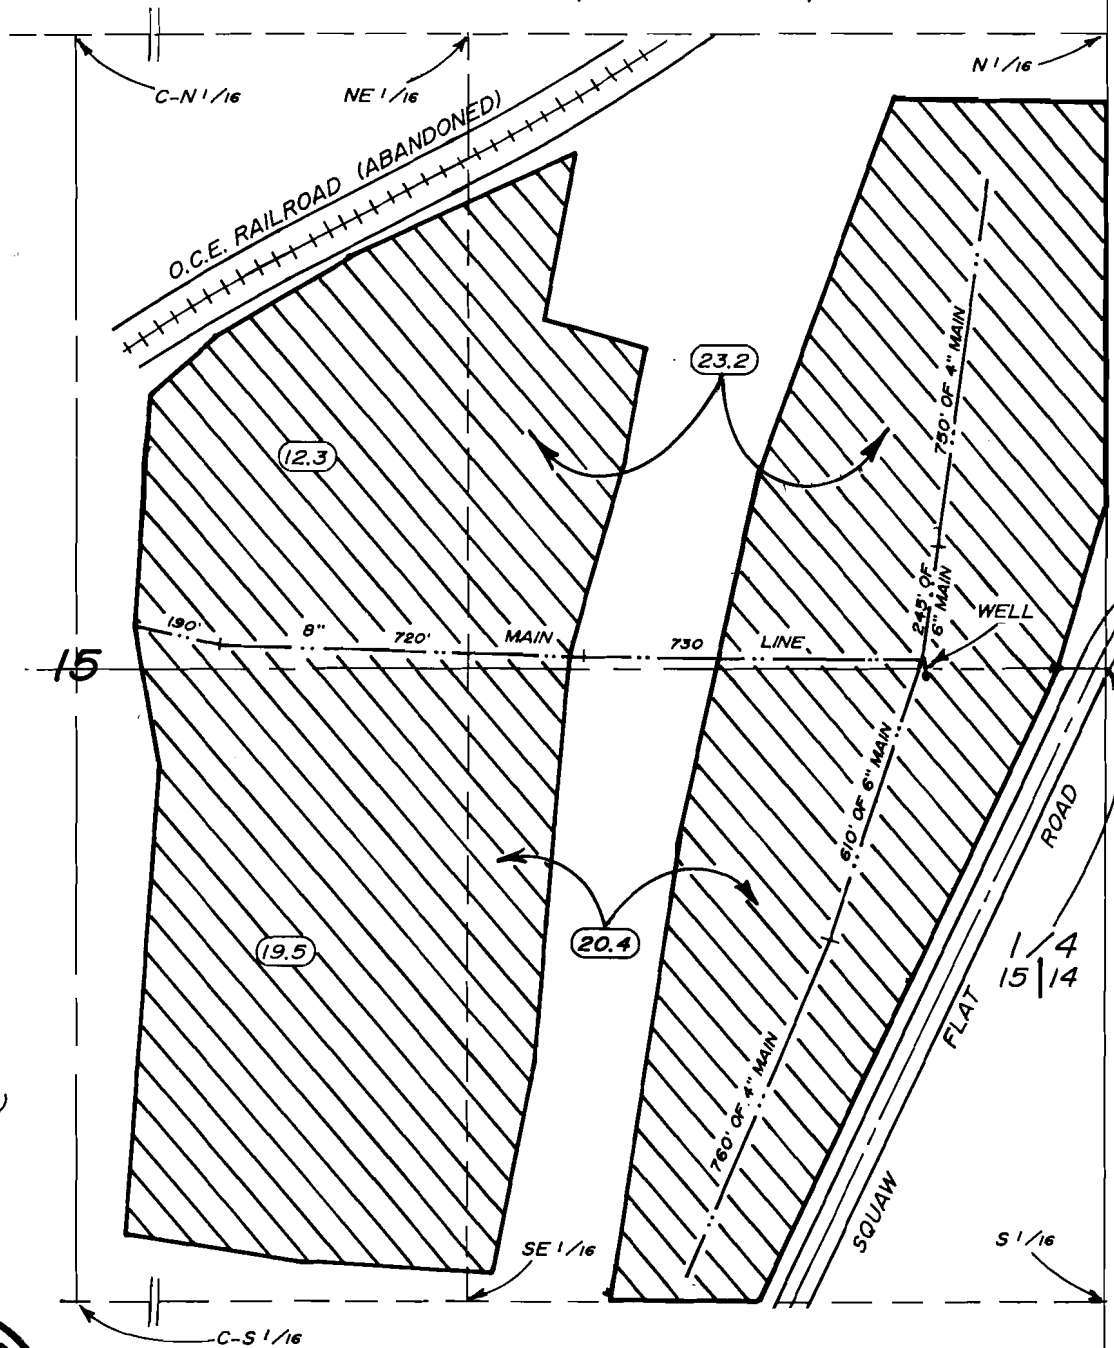 C-N 1/16
NE 1/16
N 1/16
O.C.E. RAILROAD (ABANDONED)
23.2
12.3
750' OF 4" MAIN
245' OF
6" MAIN
WELL
190'
8"
720'
MAIN
730
LINE
15
610' OF 6" MAIN
ROAD
19.5
20.4
1/4
15|14
FLAT
760' OF 4" MAIN
SQUAW
SE 1/16
S 1/16
C-S 1/16